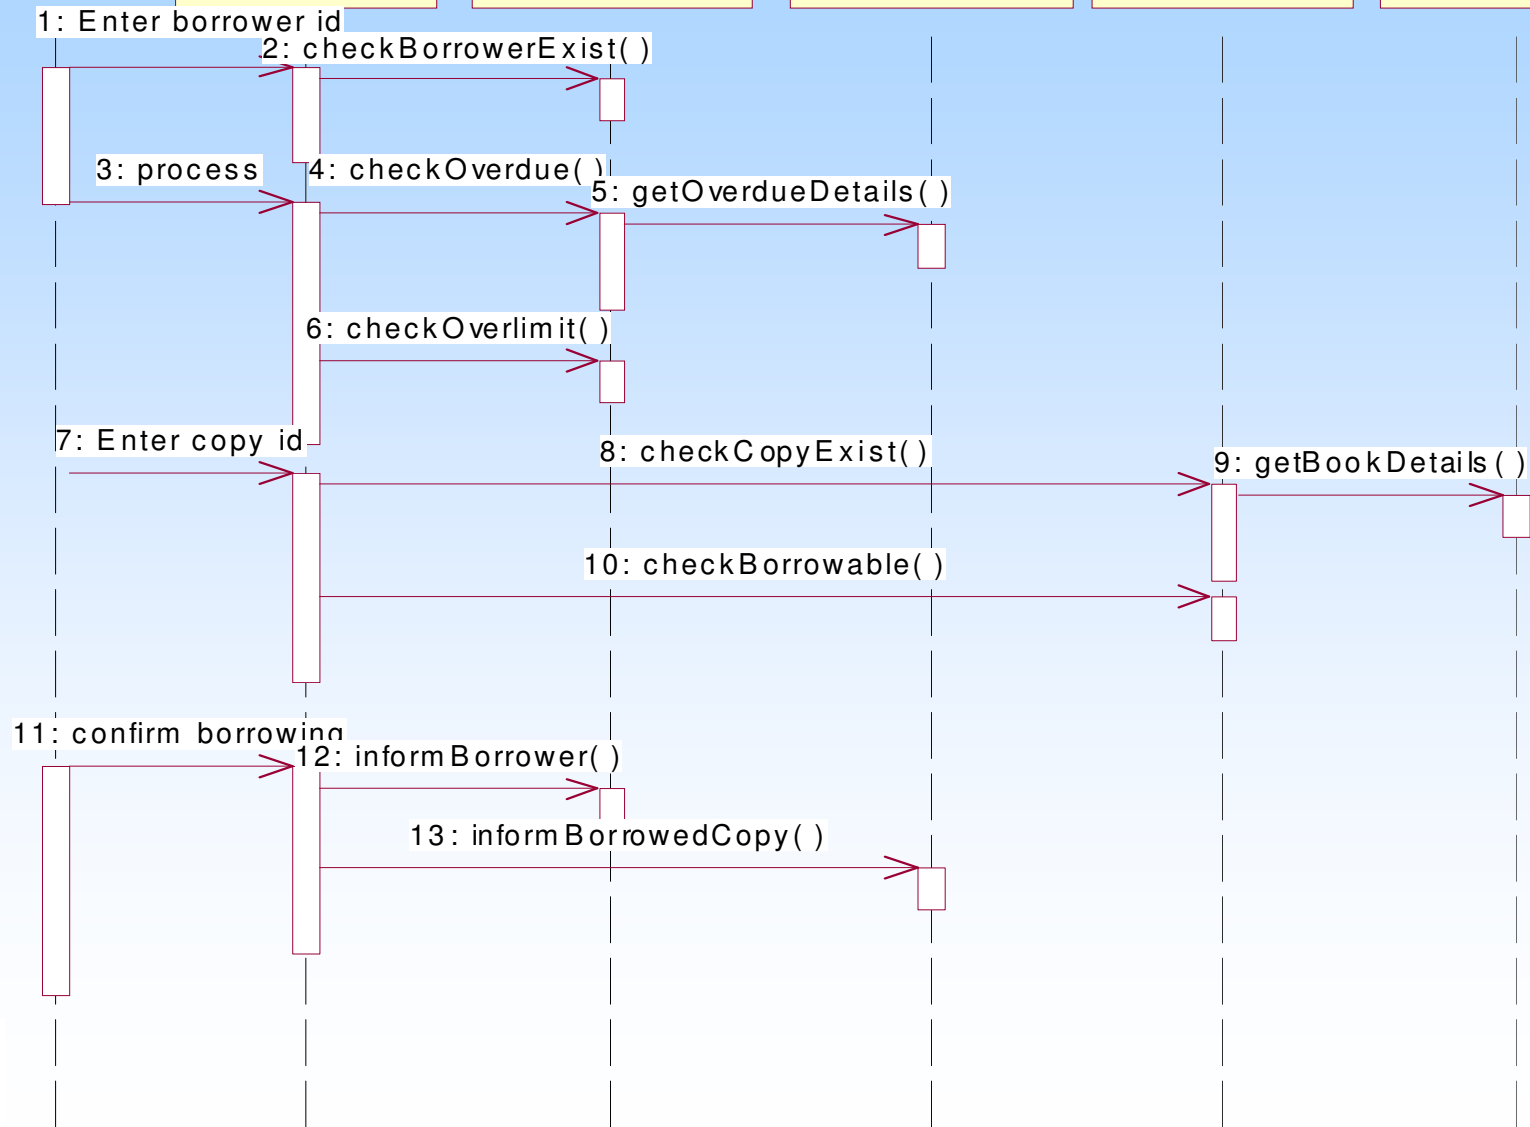 1: Enter borrower id
2: checkBorrowerExist( )
3: process
4: checkOverdue( )
5: getOverdueDetails( )
6: checkOverlimit( )
7: Enter copy id
8: checkCopyExist( )
9: getBookDetails( )
10: checkBorrowable( )
11: confirm borrowing
12: informBorrower( )
13: informBorrowedCopy( )